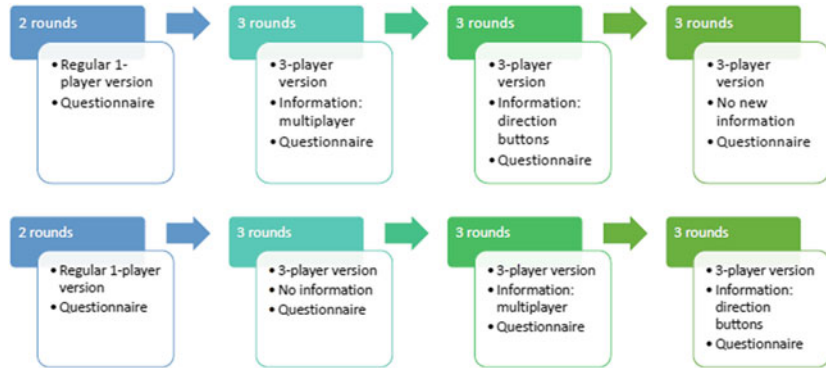 2 rounds
• Regular 1-
player version
• Questionnaire
3 rounds
• 3-player
version
• Information:
multiplayer
• Questionnaire
3 rounds
• 3-player
version
• Information:
direction
buttons
• Questionnaire
3 rounds
• 3-player
version
• No new
information
• Questionnaire
2 rounds
• Regular 1-player
version
• Questionnaire
3 rounds
• 3-player version
• No information
• Questionnaire
3 rounds
• 3-player version
• Information:
multiplayer
• Questionnaire
3 rounds
• 3-player version
• Information:
direction
buttons
• Questionnaire